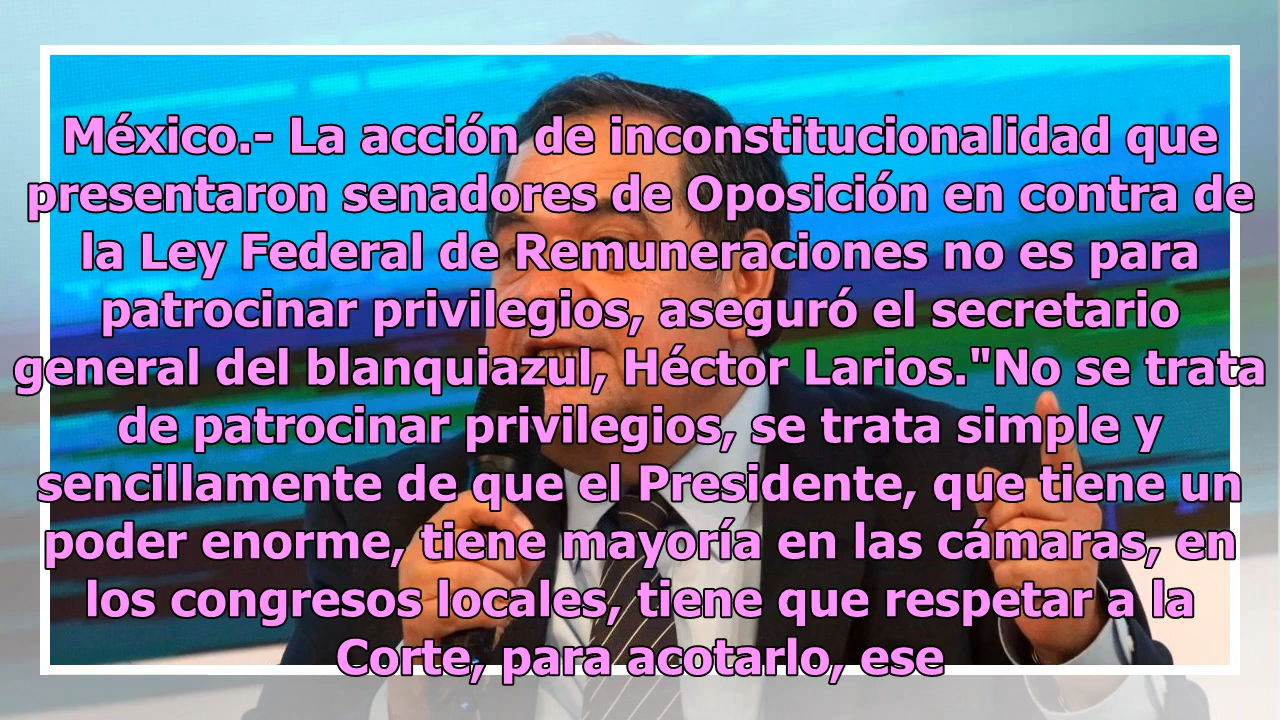 México.- La acción de inconstitucionalidad que
presentaron senadores de Oposición en contra de
la Ley Federal de Remuneraciones no es para
patrocinar privilegios, aseguró el secretario
general del blanquiazul, Héctor Larios."No se trata
de patrocinar privilegios, se trata simple y
sencillamente de que el Presidente, que tiene un
poder enorme, tiene mayoría en las cámaras, en
los congresos locales, tiene que respetar a la
Corte, para acotarlo, ese